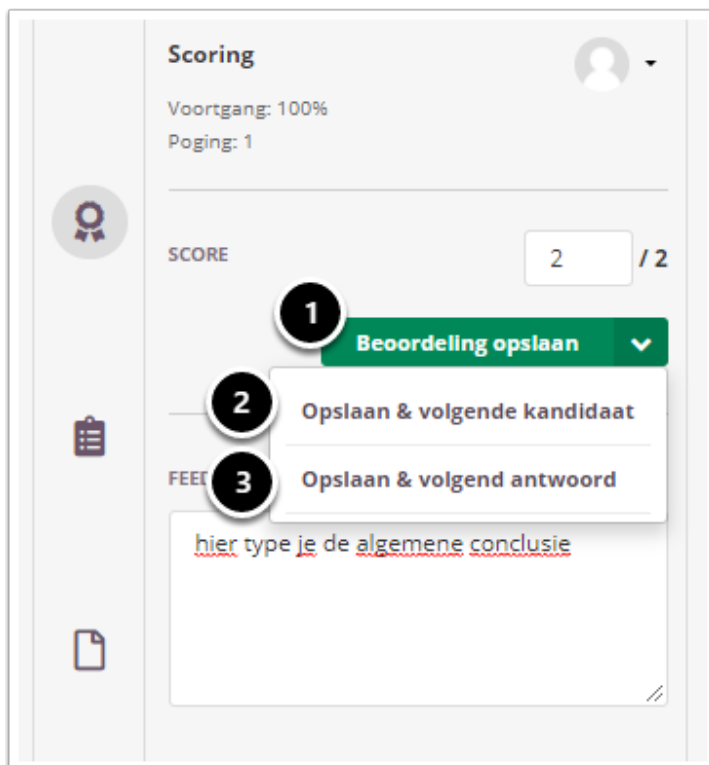 Scoring
Voortgang: 100%
Poging: 1
SCORE
2 / 2
1
Beoordeling opslaan
2
Opslaan & volgende kandidaat
FEED
3
Opslaan & volgend antwoord
hier type je de algemene conclusie